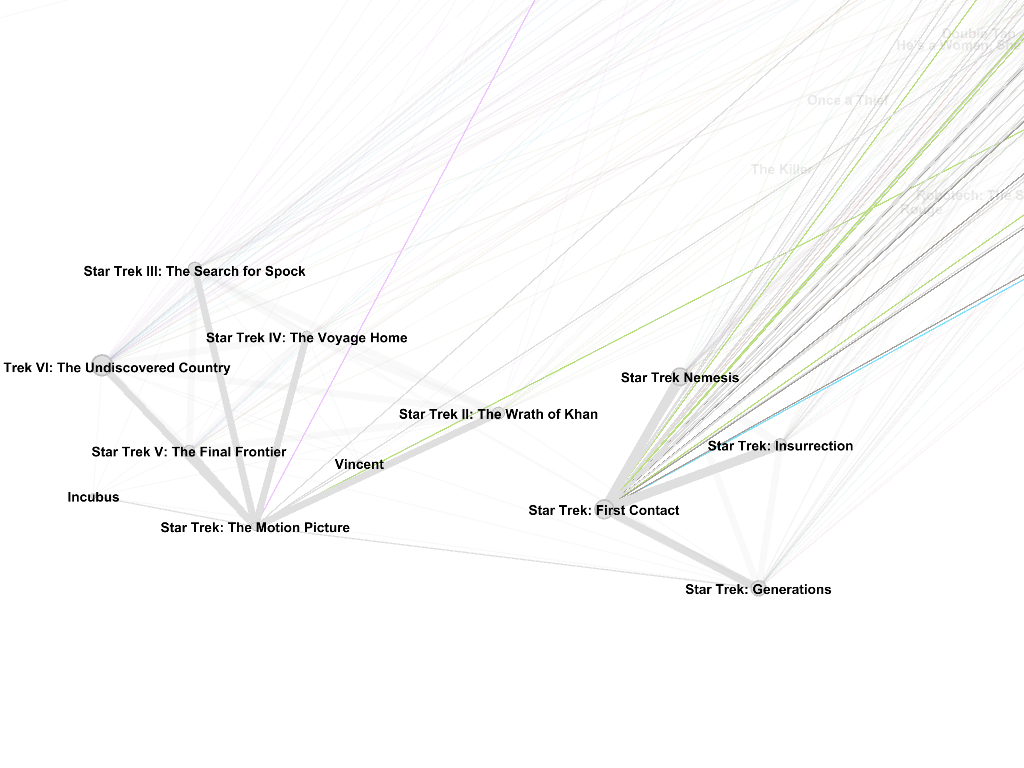 Double Tap
He's a Woman, She
Once a Thief
The Killer
Robotech: The S
Rouge
Star Trek III: The Search for Spock
Star Trek IV: The Voyage Home
Trek VI: The Undiscovered Country
Star Trek Nemesis
Star Trek II: The Wrath of Khan
Star Trek: Insurrection
Star Trek V: The Final Frontier
Vincent
Incubus
Star Trek: First Contact
Star Trek: The Motion Picture
Star Trek: Generations